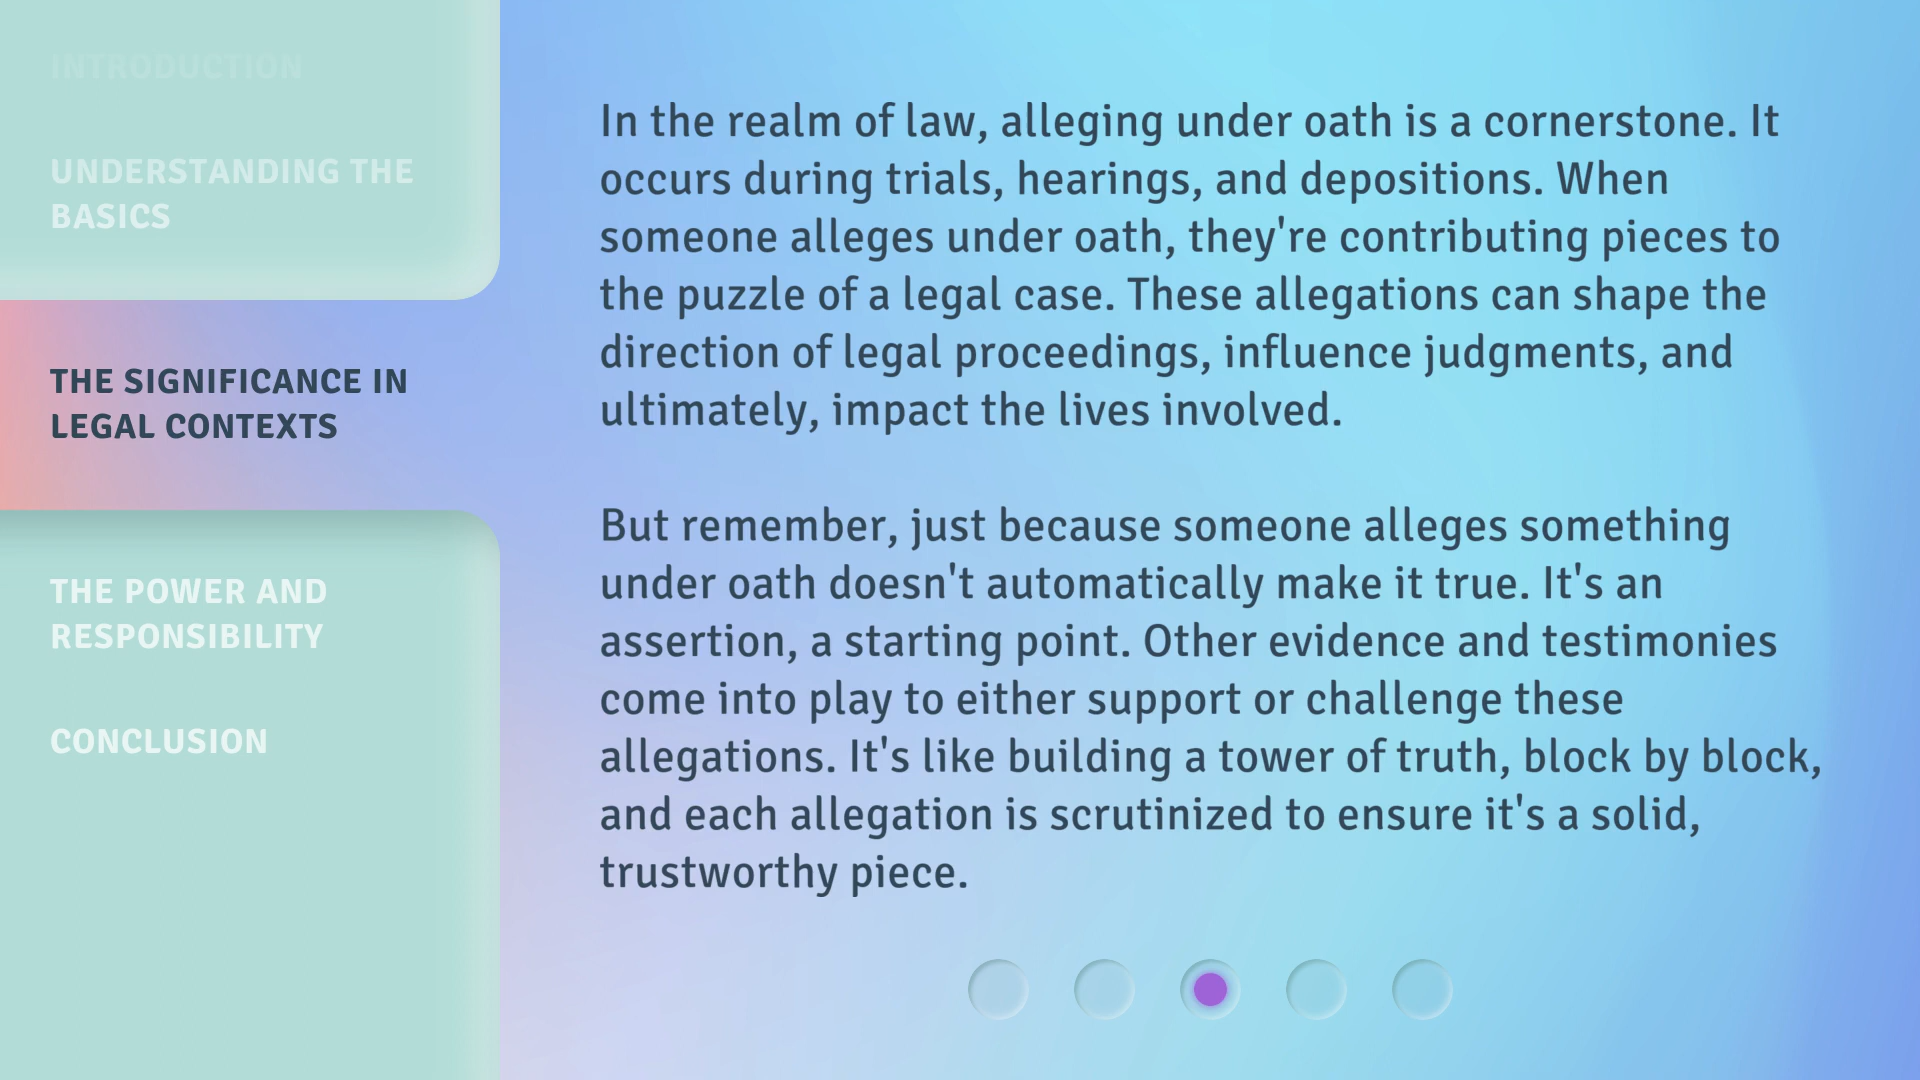 INTRODUCTION
UNDERSTANDING THE
BASICS
THE SIGNIFICANCE IN
LEGAL CONTEXTS
THE POWER AND
RESPONSIBILITY
CONCLUSION
In the realm of law, alleging under oath is a cornerstone. It
occurs during trials, hearings, and depositions. When
someone alleges under oath, they're contributing pieces to
the puzzle of a legal case. These allegations can shape the
direction of legal proceedings, influence judgments, and
ultimately, impact the lives involved.
But remember, just because someone alleges something
under oath doesn't automatically make it true. It's an
assertion, a starting point. Other evidence and testimonies
come into play to either support or challenge these
allegations. It's like building a tower of truth, block by block,
and each allegation is scrutinized to ensure it's a solid,
trustworthy piece.